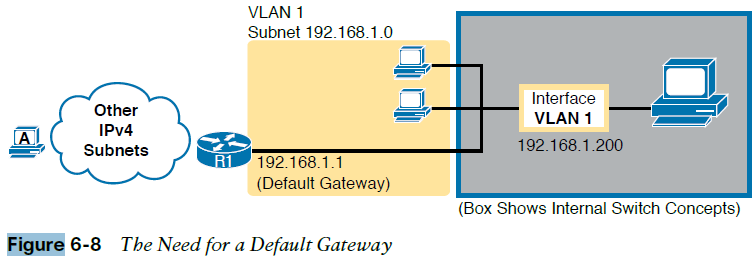 VLAN 1
Subnet 192.168.1.0
A
Other
IPv4
Subnets
R1
192.168.1.1
(Default Gateway)
Interface
VLAN 1
192.168.1.200
(Box Shows Internal Switch Concepts)
Figure 6-8 The Need for a Default Gateway